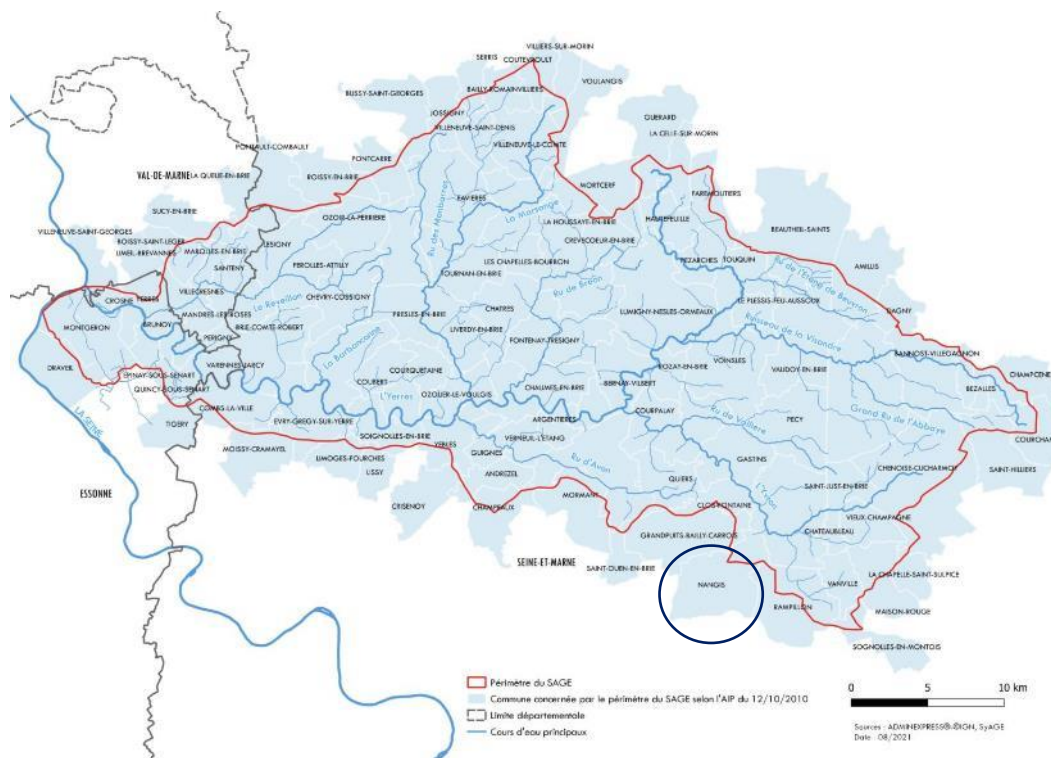 VILLIERS-SUR-MORIN
SERRIS
COUTEVROULT
VOULANGIS
BAILLY-ROMAINVILLIERS
BUSSY-SAINT-GEORGES
JOSSIGNY
VILLENEUVE-SAINT-DENIS
GUERARD
LA CELLE-SUR-MORIN
VILLENEUVE-LE-COMTE
PONTAULT-COMBAULT
PONTCARRE
VAL-DE-MARNE
LA QUEUE-EN-BRIE
ROISSY-EN-BRIE
MORTCERF
FAREMOUTIERS
FAVIERES
SUCY-EN-BRIE
OZOIR-LA-FERRIERE
La Marsange
LA HOUSSAYE-EN-BRIE
HAUTEFEUILLE
VILLENEUVE-SAINT-GEORGES
BOISSY-SAINT-LEGER
LESIGNY
Ru des Monbarres
CREVECOEUR-EN-BRIE
BEAUTHEIL-SAINTS
LIMEIL-BREVANNES
MAROLLES-EN-BRIE
SANTENY
FEROLLES-ATTILLY
LES CHAPELLES-BOURBON
PEZARCHES
TOUQUIN
TOURNAN-EN-BRIE
Ru de l'Etang de Beuvron
AMILLIS
VILLECRESNES
CROSNE
YERRES
Le Réveillon
CHEVRY-COSSIGNY
Ru de Bréon
LE PLESSIS-FEU-AUSSOUX
DAGNY
MANDRES-LES-ROSES
PRESLES-EN-BRIE
CHATRES
LUMIGNY-NESLES-ORMEAUX
MONTGERON
BRUNOY
BRIE-COMTE-ROBERT
LIVERDY-EN-BRIE
Ruisseau de la Visandre
PERIGNY
FONTENAY-TRESIGNY
La Barbançonne
BANNOST-VILLEGAGNON
DRAVEIL
VARENNES-JARCY
VOINSLES
ROZAY-EN-BRIE
VAUDOY-EN-BRIE
EPINAY-SOUS-SENART
COURQUETAINE
COUBERT
BERNAY-VILBERT
CHAUMES-EN-BRIE
BEZALLES
CHAMPCENE
QUINCY-SOUS-SENART
L'Yerres
OZOUER-LE-VOULGIS
COMBS-LA-VILLE
COURPALAY
Ru de Vallière
Grand Ru de l'Abbaye
LA SEINE
TIGERY
EVRY-GREGY-SUR-YERRE
ARGENTIERES
PECY
SOIGNOLLES-EN-BRIE
VERNEUIL-L'ETANG
YEBLES
COURCHA
MOISSY-CRAMAYEL
LIMOGES-FOURCHES
GUIGNES
GASTINS
Ru d'Avon
LISSY
ANDREZEL
CHENOISE-CUCHARMOY
SAINT-HILLIERS
ESSONNE
QUIERS
L'Yvron
SAINT-JUST-EN-BRIE
CRISENOY
MORMANT
CHAMPEAUX
CLOS-FONTAINE
VIEUX-CHAMPAGNE
CHATEAUBLEAU
GRANDPUITS-BAILLY-CARROIS
SEINE-ET-MARNE
SAINT-OUEN-EN-BRIE
LA CHAPELLE-SAINT-SULPICE
NANGIS
VANVILLE
RAMPILLON
MAISON-ROUGE
SOGNOLLES-EN-MONTOIS
Périmètre du SAGE
Commune concernée par le périmètre du SAGE selon l'AIP du 12/10/2010
Limite départementale
Cours d'eau principaux
0 5 10 km
Sources : ADMINEXPRESS®-©IGN, SyAGE
Date : 08/2021